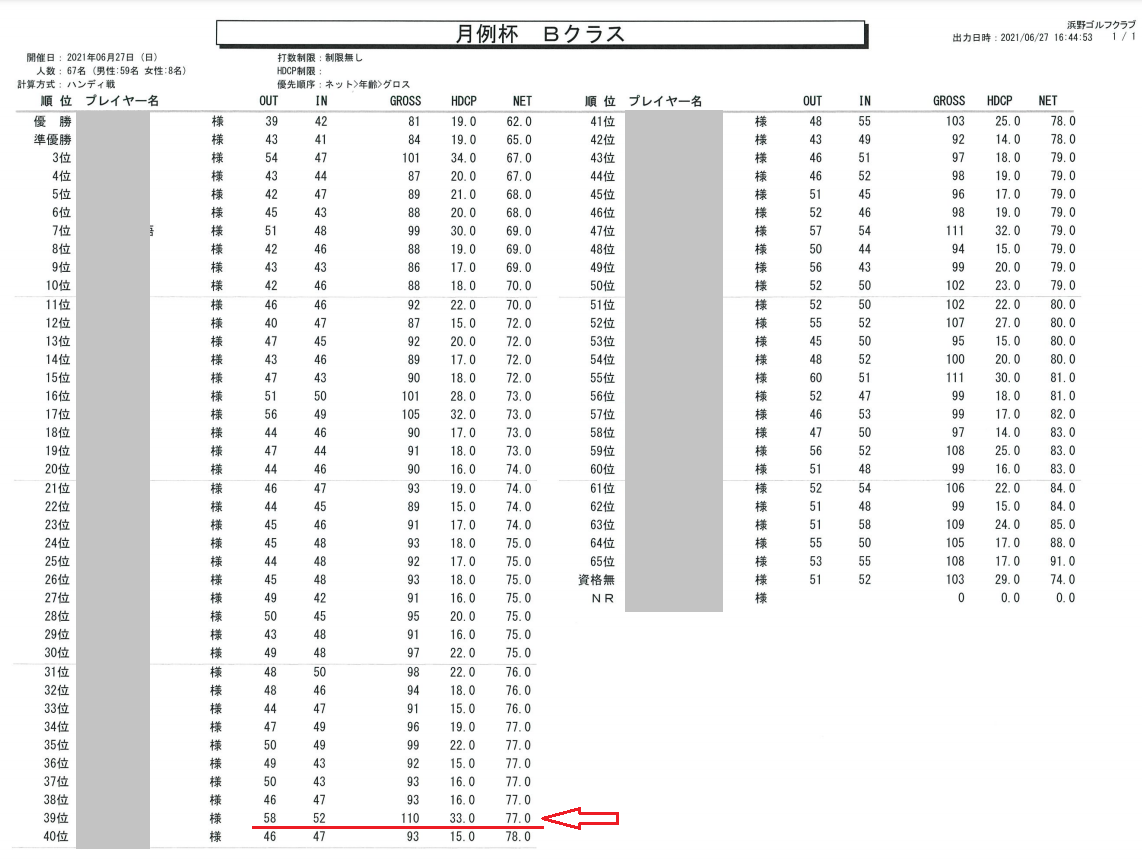 月例杯　Bクラス
浜野ゴルフクラブ
出力日時：2021/06/27 16:44:53　1 / 1
開催日：2021年06月27日（日）　打数制限：制限無し
人数：67名（男性:59名 女性:8名）　HDCP制限：
計算方式：ハンディ戦　優先順序：ネット>年齢>グロス
順 位 プレイヤー名 OUT IN GROSS HDCP NET 順 位 プレイヤー名 OUT IN GROSS HDCP NET
優　勝 様 39 42 81 19.0 62.0 41位 様 48 55 103 25.0 78.0
準優勝 様 43 41 84 19.0 65.0 42位 様 43 49 92 14.0 78.0
3位 様 54 47 101 34.0 67.0 43位 様 46 51 97 18.0 79.0
4位 様 43 44 87 20.0 67.0 44位 様 46 52 98 19.0 79.0
5位 様 42 47 89 21.0 68.0 45位 様 51 45 96 17.0 79.0
6位 様 45 43 88 20.0 68.0 46位 様 52 46 98 19.0 79.0
7位 様 51 48 99 30.0 69.0 47位 様 57 54 111 32.0 79.0
8位 様 42 46 88 19.0 69.0 48位 様 50 44 94 15.0 79.0
9位 様 43 43 86 17.0 69.0 49位 様 56 43 99 20.0 79.0
10位 様 42 46 88 18.0 70.0 50位 様 52 50 102 23.0 79.0
11位 様 46 46 92 22.0 70.0 51位 様 52 50 102 22.0 80.0
12位 様 40 47 87 15.0 72.0 52位 様 55 52 107 27.0 80.0
13位 様 47 45 92 20.0 72.0 53位 様 45 50 95 15.0 80.0
14位 様 43 46 89 17.0 72.0 54位 様 48 52 100 20.0 80.0
15位 様 47 43 90 18.0 72.0 55位 様 60 51 111 30.0 81.0
16位 様 51 50 101 28.0 73.0 56位 様 52 47 99 18.0 81.0
17位 様 56 49 105 32.0 73.0 57位 様 46 53 99 17.0 82.0
18位 様 44 46 90 17.0 73.0 58位 様 47 50 97 14.0 83.0
19位 様 47 44 91 18.0 73.0 59位 様 56 52 108 25.0 83.0
20位 様 44 46 90 16.0 74.0 60位 様 51 48 99 16.0 83.0
21位 様 46 47 93 19.0 74.0 61位 様 52 54 106 22.0 84.0
22位 様 44 45 89 15.0 74.0 62位 様 51 48 99 15.0 84.0
23位 様 45 46 91 17.0 74.0 63位 様 51 58 109 24.0 85.0
24位 様 45 48 93 18.0 75.0 64位 様 55 50 105 17.0 88.0
25位 様 44 48 92 17.0 75.0 65位 様 53 55 108 17.0 91.0
26位 様 45 48 93 18.0 75.0 資格無 様 51 52 103 29.0 74.0
27位 様 49 42 91 16.0 75.0 NR 様 0 0.0 0.0
28位 様 50 45 95 20.0 75.0
29位 様 43 48 91 16.0 75.0
30位 様 49 48 97 22.0 75.0
31位 様 48 50 98 22.0 76.0
32位 様 48 46 94 18.0 76.0
33位 様 44 47 91 15.0 76.0
34位 様 47 49 96 19.0 77.0
35位 様 50 49 99 22.0 77.0
36位 様 49 43 92 15.0 77.0
37位 様 50 43 93 16.0 77.0
38位 様 46 47 93 16.0 77.0
39位 様 58 52 110 33.0 77.0
40位 様 46 47 93 15.0 78.0